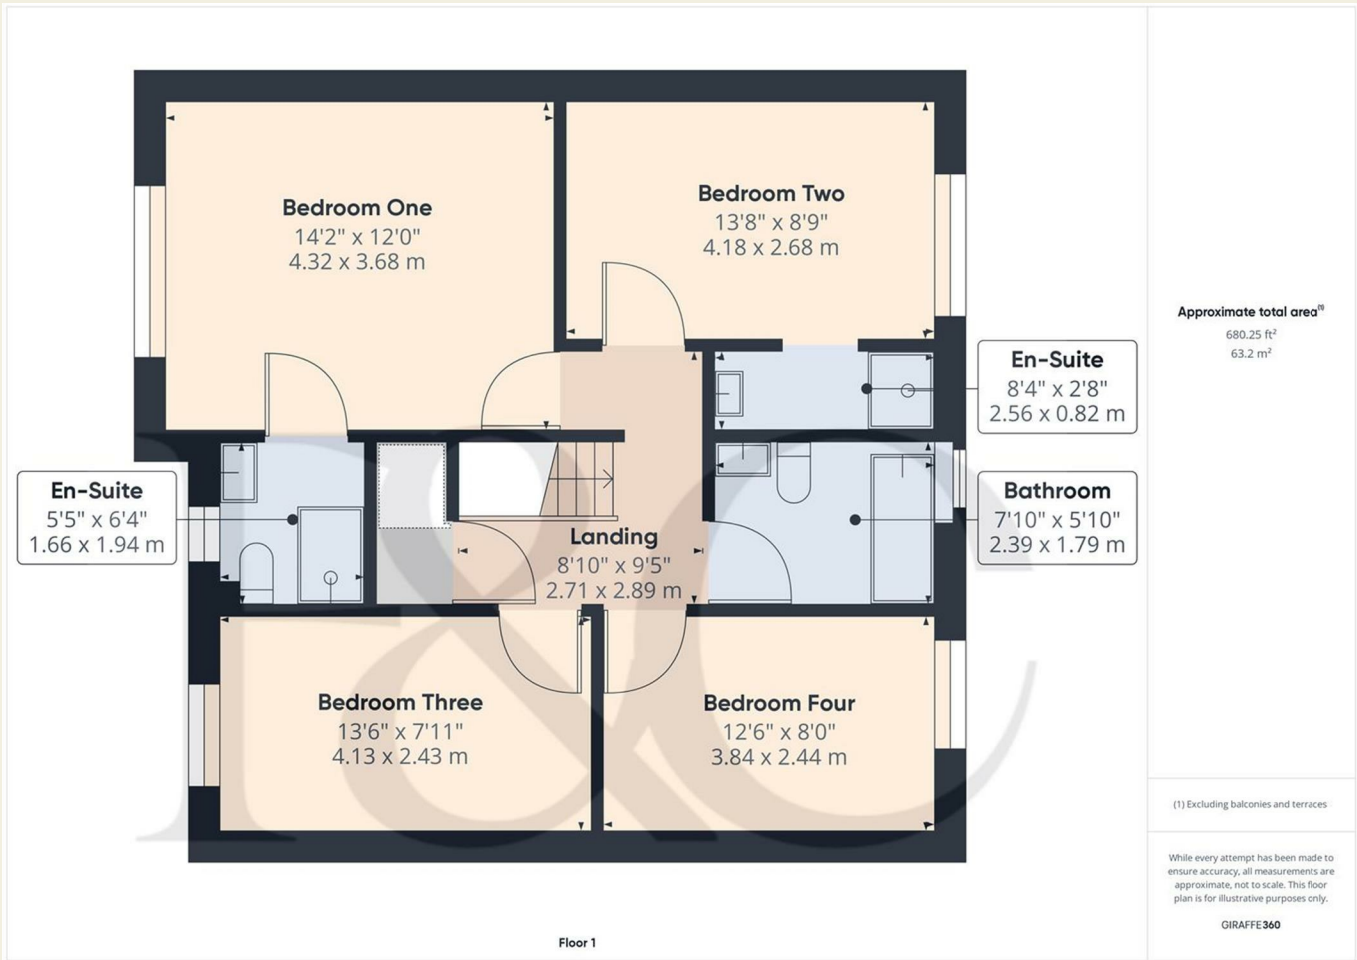 Bedroom One
14'2" x 12'0"
4.32 x 3.68 m
Bedroom Two
13'8" x 8'9"
4.18 x 2.68 m
Approximate total area(1)
680.25 ft²
63.2 m²
En-Suite
8'4" x 2'8"
2.56 x 0.82 m
En-Suite
5'5" x 6'4"
1.66 x 1.94 m
Bathroom
7'10" x 5'10"
2.39 x 1.79 m
Landing
8'10" x 9'5"
2.71 x 2.89 m
Bedroom Three
13'6" x 7'11"
4.13 x 2.43 m
Bedroom Four
12'6" x 8'0"
3.84 x 2.44 m
F&C
(1) Excluding balconies and terraces
While every attempt has been made to
ensure accuracy, all measurements are
approximate, not to scale. This floor
plan is for illustrative purposes only.
GIRAFFE360
Floor 1